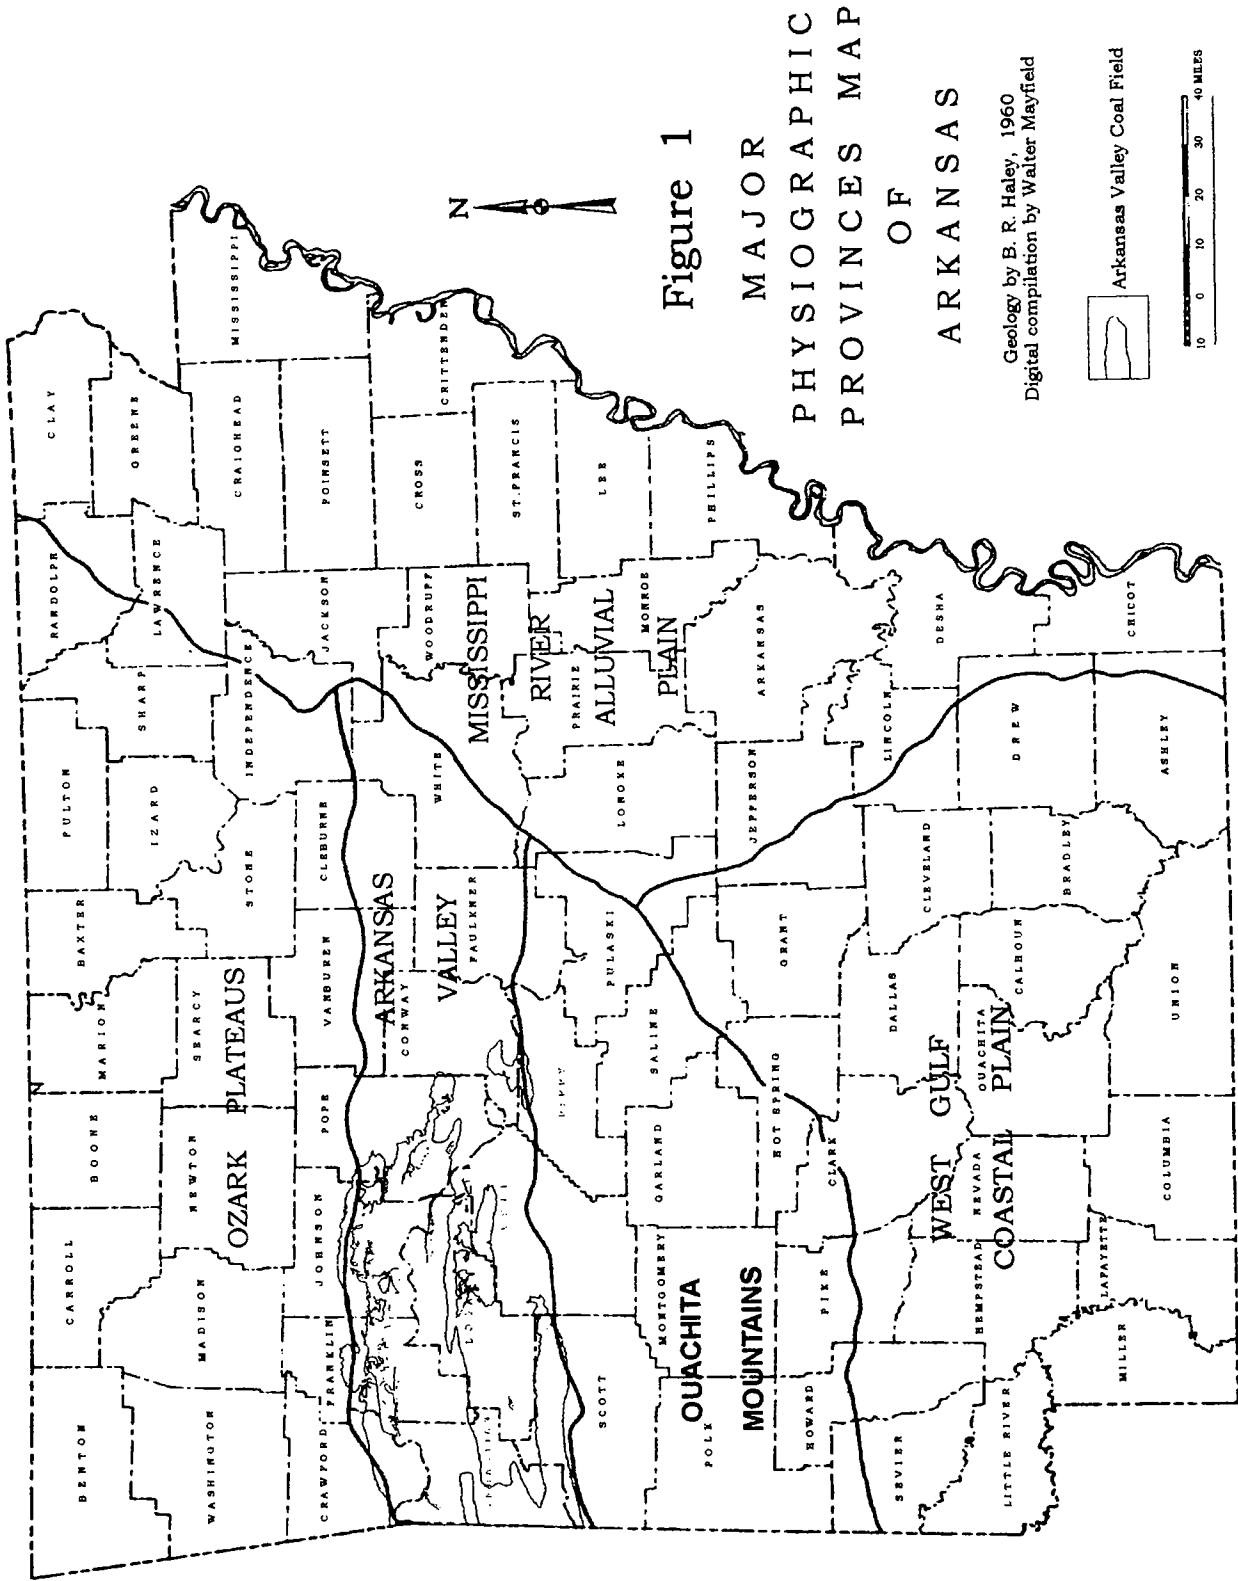 Figure 1
MAJOR
PHYSIOGRAPHIC
PROVINCES MAP
OF
ARKANSAS
Geology by B. R. Haley, 1960
Digital compilation by Walter Mayfield
Arkansas Valley Coal Field
10 0 10 20 30 40 MILES
N
BENTON
CARROLL
BOONE
MARION
BAXTER
FULTON
RANDOLPH
CLAY
WASHINGTON
MADISON
NEWTON
SEARCY
STONE
IZARD
SHARP
LAWRENCE
GREENE
OZARK PLATEAUS
INDEPENDENCE
CRAIGHEAD
MISSISSIPPI
CRAWFORD
FRANKLIN
JOHNSON
POPE
VANBUREN
CLEBURNE
JACKSON
POINSETT
ARKANSAS
VALLEY
CONWAY
FAULKNER
WHITE
WOODRUFF
CROSS
CRITTENDEN
MISSISSIPPI
RIVER
ALLUVIAL
PLAIN
ST. FRANCIS
SCOTT
PULASKI
LONOKE
PRAIRIE
MONROE
LEE
POLK
MONTGOMERY
GARLAND
SALINE
PHILLIPS
OUACHITA
MOUNTAINS
HOT SPRING
GRANT
JEFFERSON
ARKANSAS
HOWARD
PIKE
CLARK
DALLAS
CLEVELAND
LINCOLN
DESHA
SEVIER
WEST GULF
COASTAL PLAIN
HEMPSTEAD
NEVADA
OUACHITA
CALHOUN
BRADLEY
DREW
CHICOT
LITTLE RIVER
MILLER
LAFAYETTE
COLUMBIA
UNION
ASHLEY